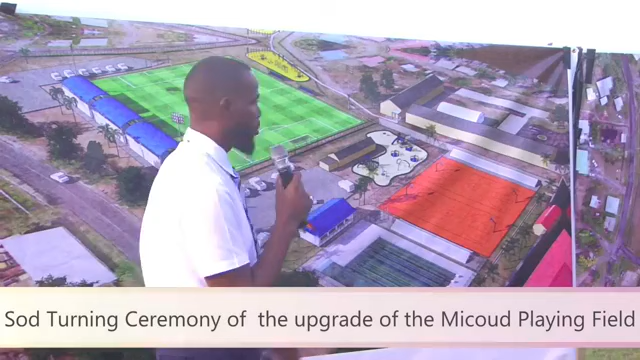 Sod Turning Ceremony of the upgrade of the Micoud Playing Field